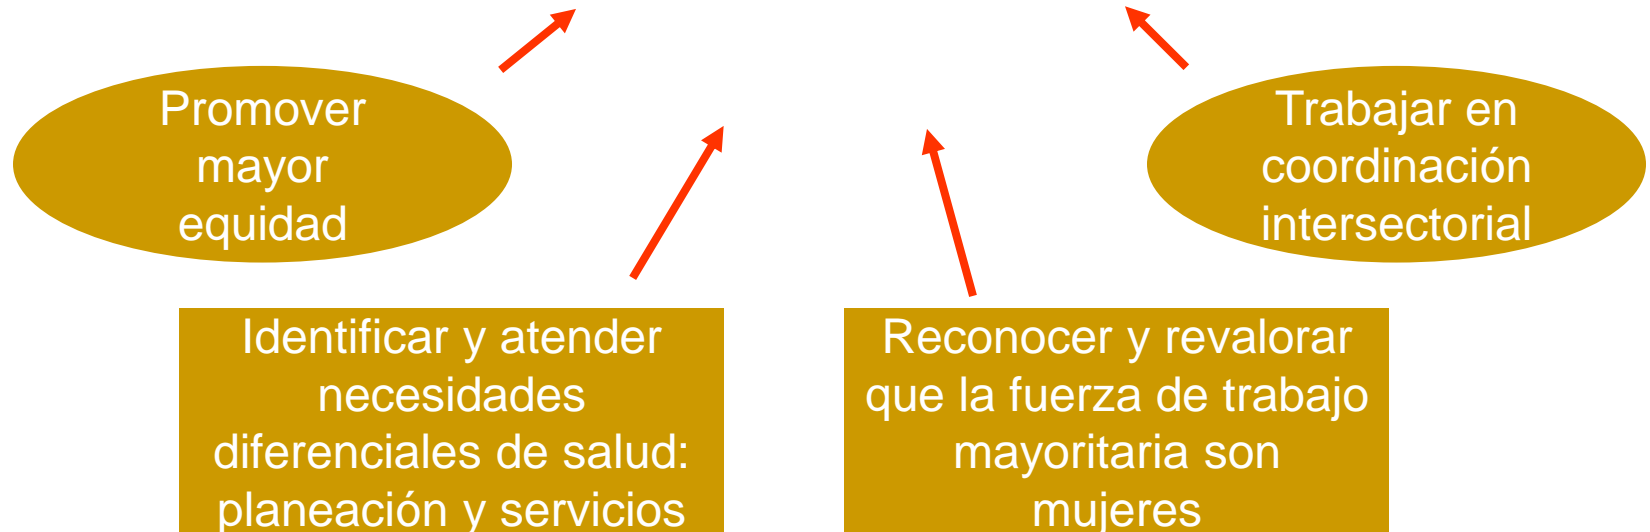 Promover
mayor
equidad
Trabajar en
coordinación
intersectorial
Identificar y atender
necesidades
diferenciales de salud:
planeación y servicios
Reconocer y revalorar
que la fuerza de trabajo
mayoritaria son
mujeres